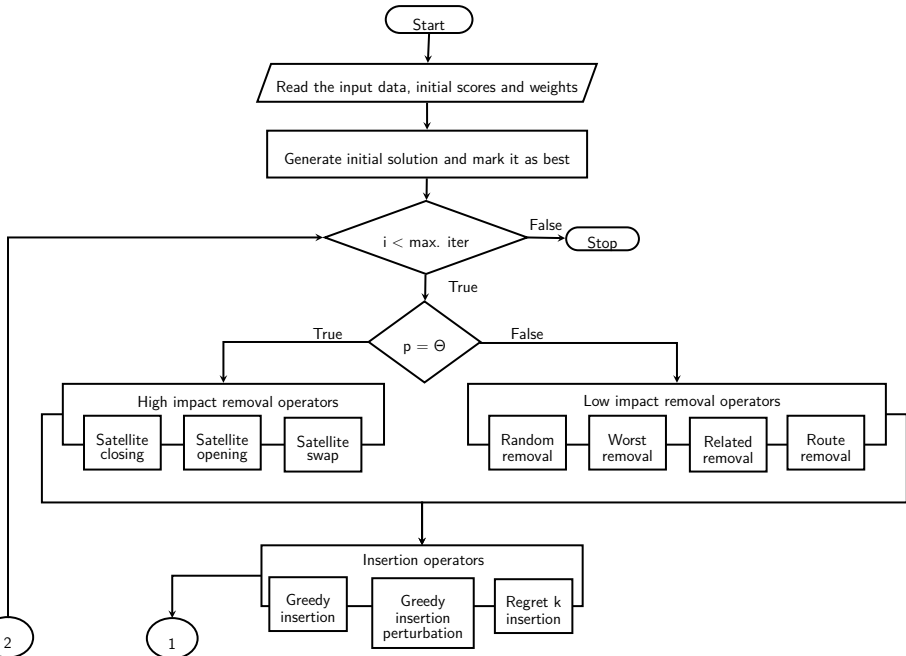 Start
Read the input data, initial scores and weights
Generate initial solution and mark it as best
i < max. iter
False
Stop
True
p = Θ
True
False
High impact removal operators
Satellite
closing
Satellite
opening
Satellite
swap
Low impact removal operators
Random
removal
Worst
removal
Related
removal
Route
removal
Insertion operators
Greedy
insertion
Greedy
insertion
perturbation
Regret k
insertion
2
1